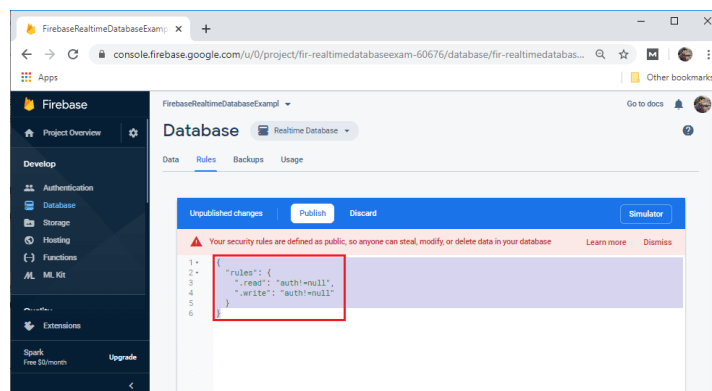 FirebaseRealtimeDatabaseExamp
console.firebase.google.com/u/0/project/fir-realtimedatabaseexam-60676/database/fir-realtimedatabas...
Apps
Other bookmarks
Firebase
FirebaseRealtimeDatabaseExampl
Go to docs
Project Overview
Database
Realtime Database
Develop
Data Rules Backups Usage
Authentication
Database
Storage
Hosting
Functions
ML Kit
Extensions
Spark
Free $0/month
Upgrade
Unpublished changes Publish Discard Simulator
Your security rules are defined as public, so anyone can steal, modify, or delete data in your database Learn more Dismiss
1 {
2 "rules": {
3 ".read": "auth!=null",
4 ".write": "auth!=null"
5 }
6 }